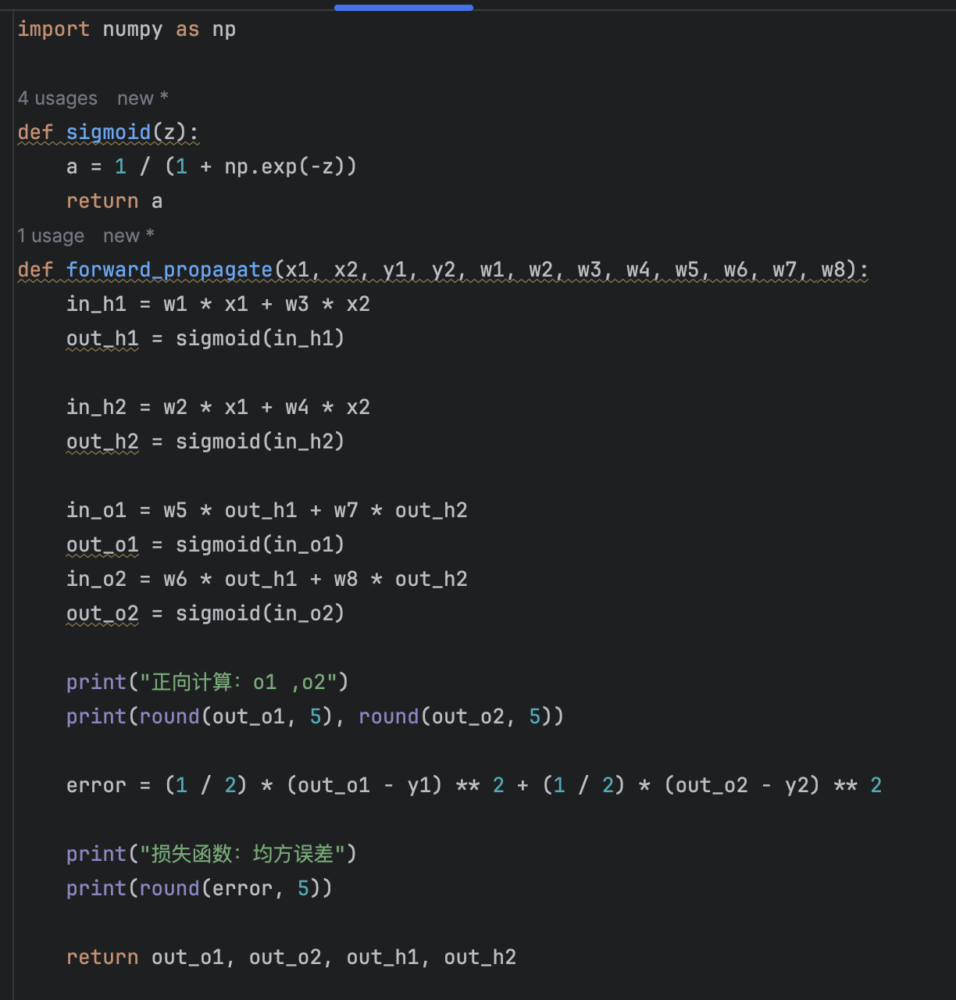 import numpy as np
4 usages   new *
def sigmoid(z):
    a = 1 / (1 + np.exp(-z))
    return a
1 usage   new *
def forward_propagate(x1, x2, y1, y2, w1, w2, w3, w4, w5, w6, w7, w8):
    in_h1 = w1 * x1 + w3 * x2
    out_h1 = sigmoid(in_h1)
    in_h2 = w2 * x1 + w4 * x2
    out_h2 = sigmoid(in_h2)
    in_o1 = w5 * out_h1 + w7 * out_h2
    out_o1 = sigmoid(in_o1)
    in_o2 = w6 * out_h1 + w8 * out_h2
    out_o2 = sigmoid(in_o2)
    print("正向计算：o1 ,o2")
    print(round(out_o1, 5), round(out_o2, 5))
    error = (1 / 2) * (out_o1 - y1) ** 2 + (1 / 2) * (out_o2 - y2) ** 2
    print("损失函数：均方误差")
    print(round(error, 5))
    return out_o1, out_o2, out_h1, out_h2